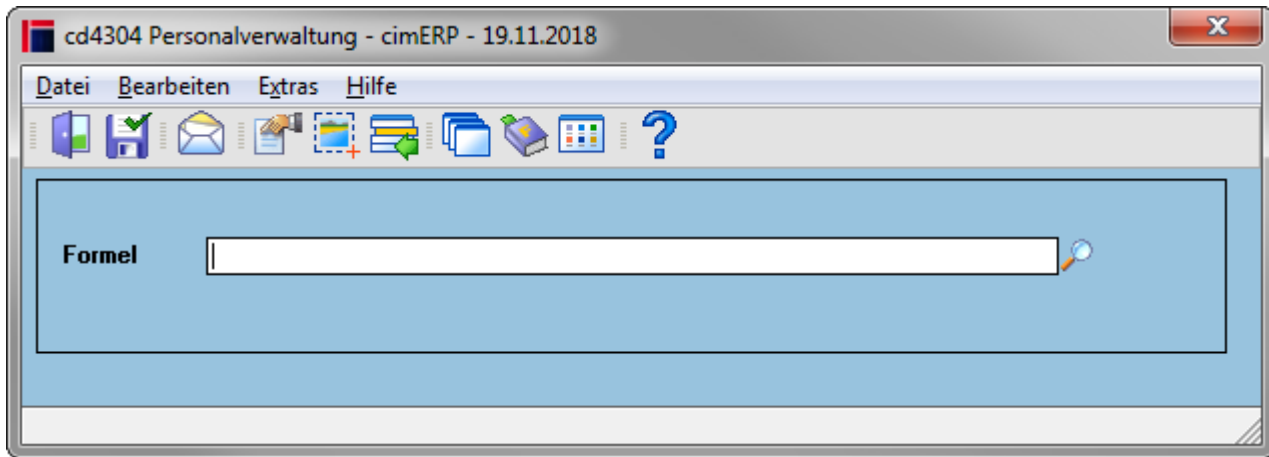 cd4304 Personalverwaltung - cimERP - 19.11.2018
Datei Bearbeiten Extras Hilfe
Formel